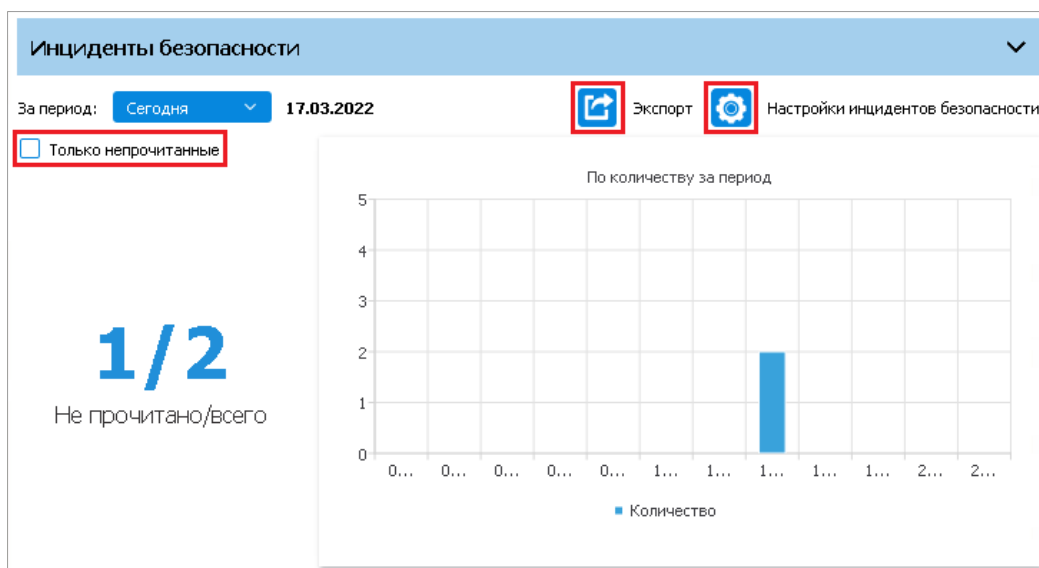 Инциденты безопасности
За период: Сегодня 17.03.2022 Экспорт Настройки инцидентов безопасности
Только непрочитанные
По количеству за период
5
4
3
2
1
0
1/2
Не прочитано/всего
0... 0... 0... 0... 0... 1... 1... 1... 1... 1... 2... 2...
Количество